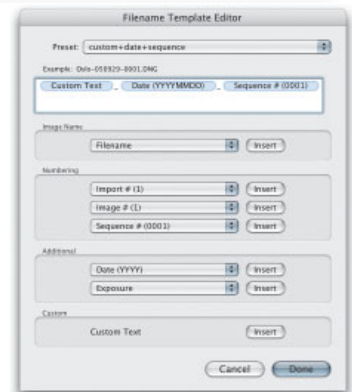 Filename Template Editor
Preset: custom+date+sequence
Example: Oslo-050929-0001.DNG
Custom Text - Date (YYYYMMDD) - Sequence # (0001)
Image Name
Filename Insert
Numbering
Import # (1) Insert
Image # (1) Insert
Sequence # (0001) Insert
Additional
Date (YYYY) Insert
Exposure Insert
Custom
Custom Text Insert
Cancel Done